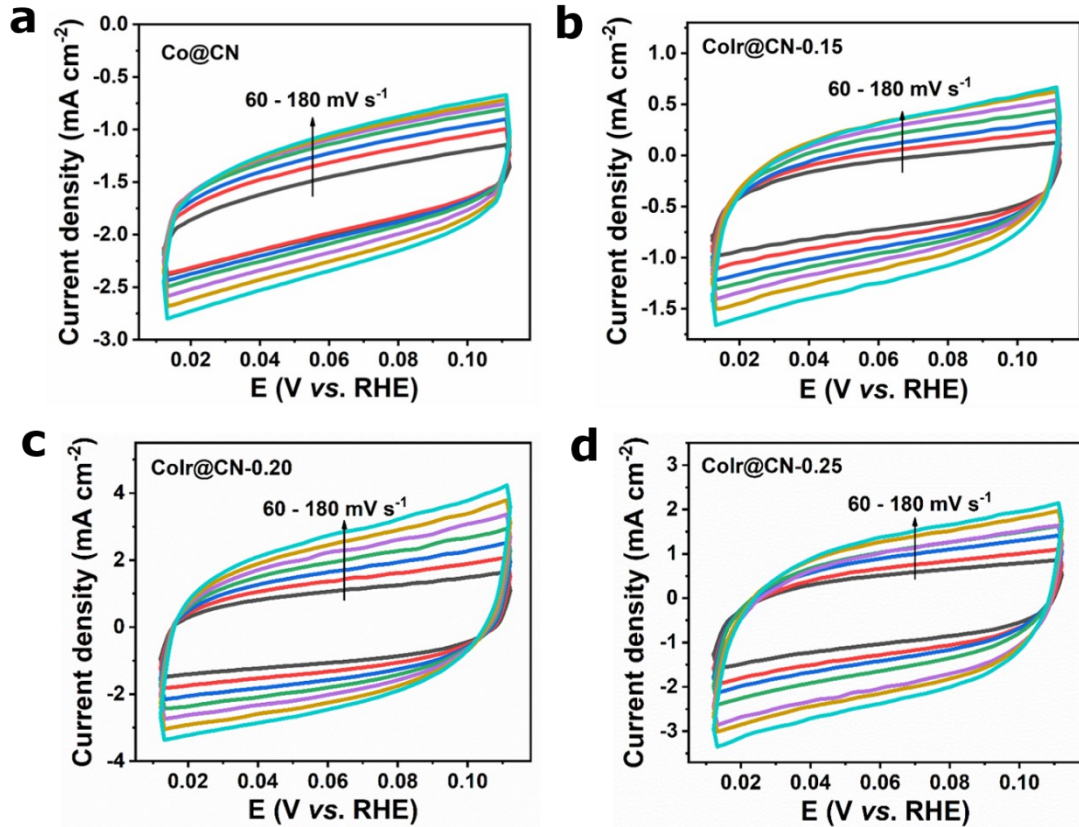 a
Co@CN
60 - 180 mV s⁻¹
Current density (mA cm⁻²)
0.0
-0.5
-1.0
-1.5
-2.0
-2.5
-3.0
0.02 0.04 0.06 0.08 0.10
E (V vs. RHE)
b
CoIr@CN-0.15
60 - 180 mV s⁻¹
Current density (mA cm⁻²)
1.0
0.5
0.0
-0.5
-1.0
-1.5
0.02 0.04 0.06 0.08 0.10
E (V vs. RHE)
c
CoIr@CN-0.20
60 - 180 mV s⁻¹
Current density (mA cm⁻²)
4
2
0
-2
-4
0.02 0.04 0.06 0.08 0.10
E (V vs. RHE)
d
CoIr@CN-0.25
60 - 180 mV s⁻¹
Current density (mA cm⁻²)
3
2
1
0
-1
-2
-3
0.02 0.04 0.06 0.08 0.10
E (V vs. RHE)